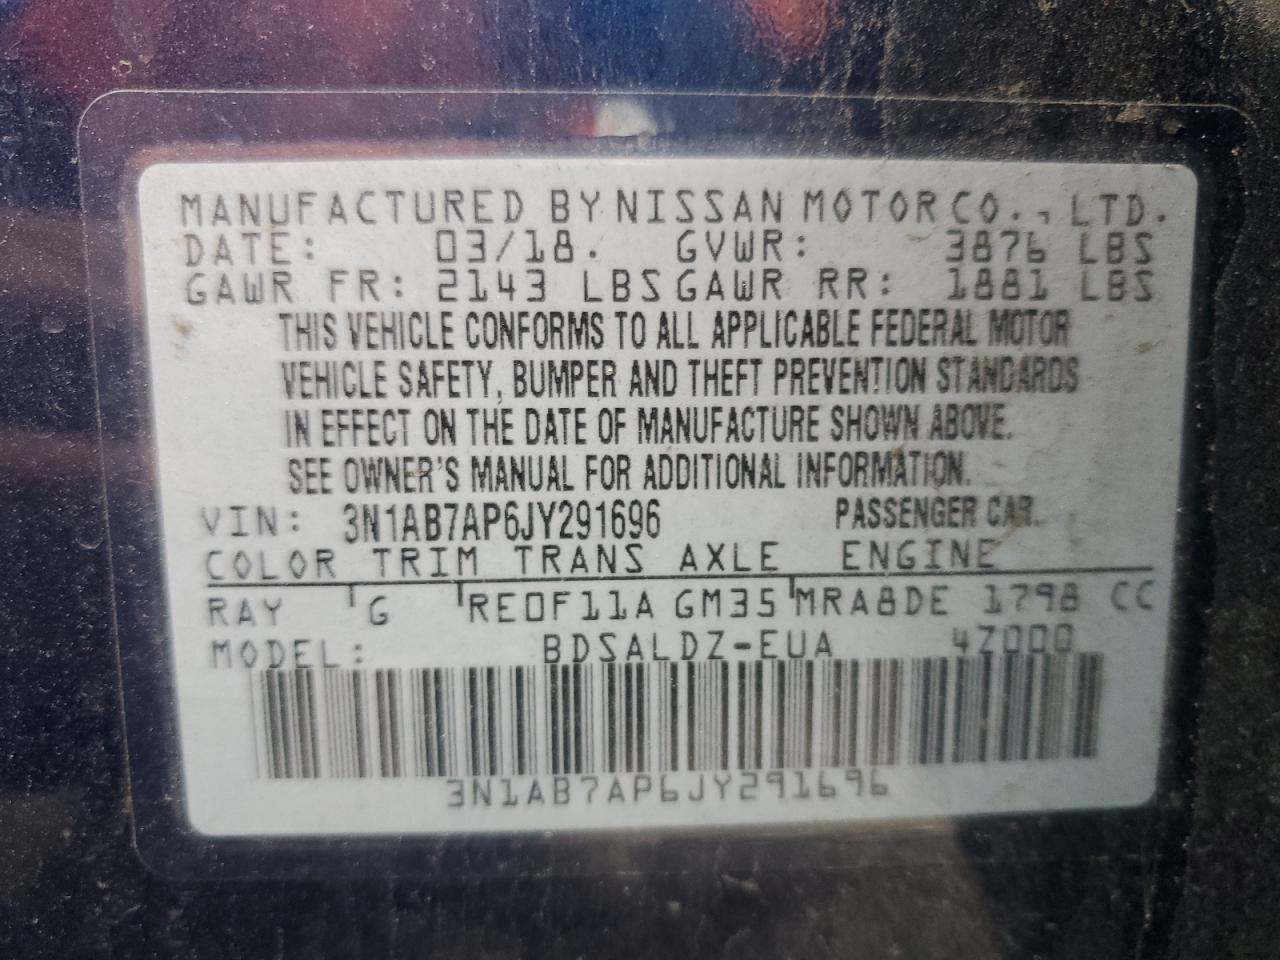 MANUFACTURED BY NISSAN MOTOR CO., LTD.
DATE: 03/18. GVWR: 3876 LBS
GAWR FR: 2143 LBS GAWR RR: 1881 LBS
THIS VEHICLE CONFORMS TO ALL APPLICABLE FEDERAL MOTOR
VEHICLE SAFETY, BUMPER AND THEFT PREVENTION STANDARDS
IN EFFECT ON THE DATE OF MANUFACTURE SHOWN ABOVE.
SEE OWNER'S MANUAL FOR ADDITIONAL INFORMATION.
VIN: 3N1AB7AP6JY291696 PASSENGER CAR.
COLOR TRIM TRANS AXLE ENGINE
RAY G RE0F11A GM35 MRA8DE 1798 CC
MODEL: BDSALDZ-EUA 4Z000
3N1AB7AP6JY291696